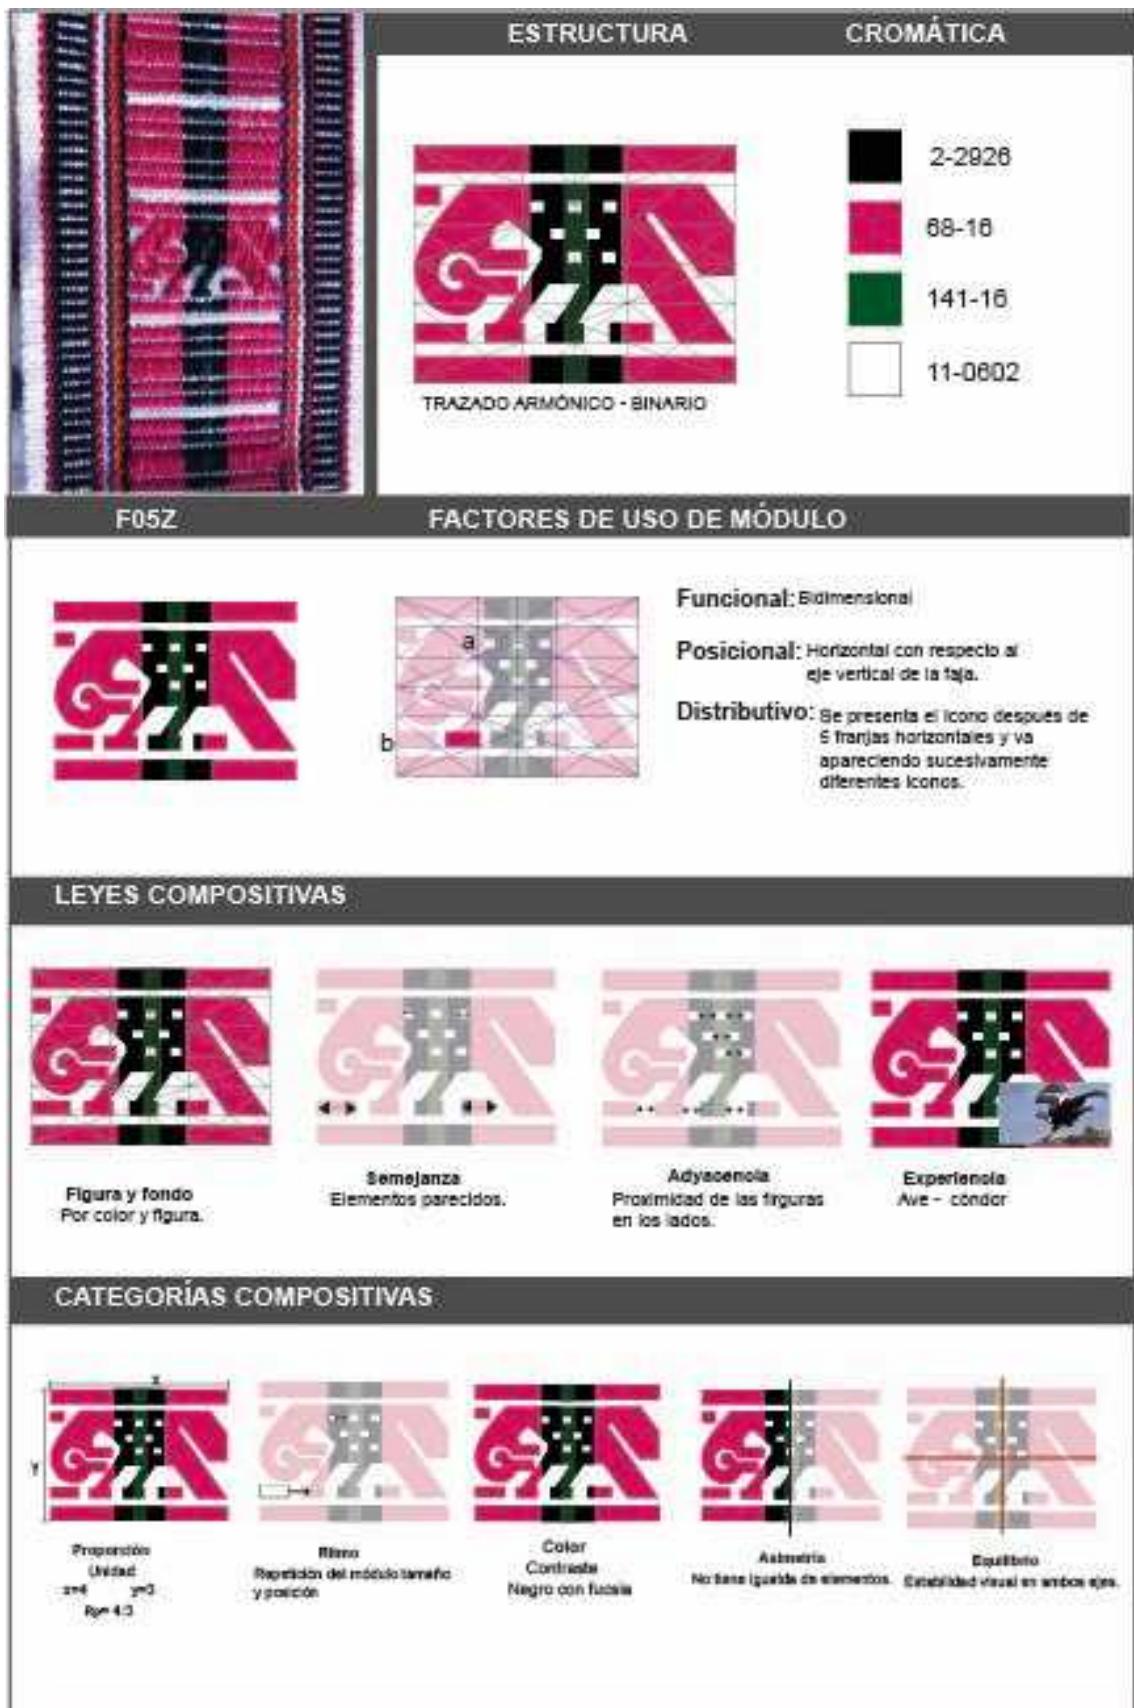 ESTRUCTURA
CROMÁTICA
2-2926
68-16
141-16
11-0602
TRAZADO ARMÓNICO - BINARIO
F05Z
FACTORES DE USO DE MÓDULO
a
b
Funcional: Bidimensional
Posicional: Horizontal con respecto al
eje vertical de la faja.
Distributivo: Se presenta el icono después de
5 franjas horizontales y va
apareciendo sucesivamente
diferentes iconos.
LEYES COMPOSITIVAS
Figura y fondo
Por color y figura.
Semejanza
Elementos parecidos.
Adyacencia
Proximidad de las firguras
en los lados.
Experiencia
Ave - cóndor
CATEGORÍAS COMPOSITIVAS
x
Y
Proporción
Unidad
x=4 y=3
Rp= 4/3
Ritmo
Repetición del módulo tamaño
y posición
Color
Contraste
Negro con fucsia
Asimetría
No tiene igualda de elementos.
Equilibrio
Estabilidad visual en ambos ejes.